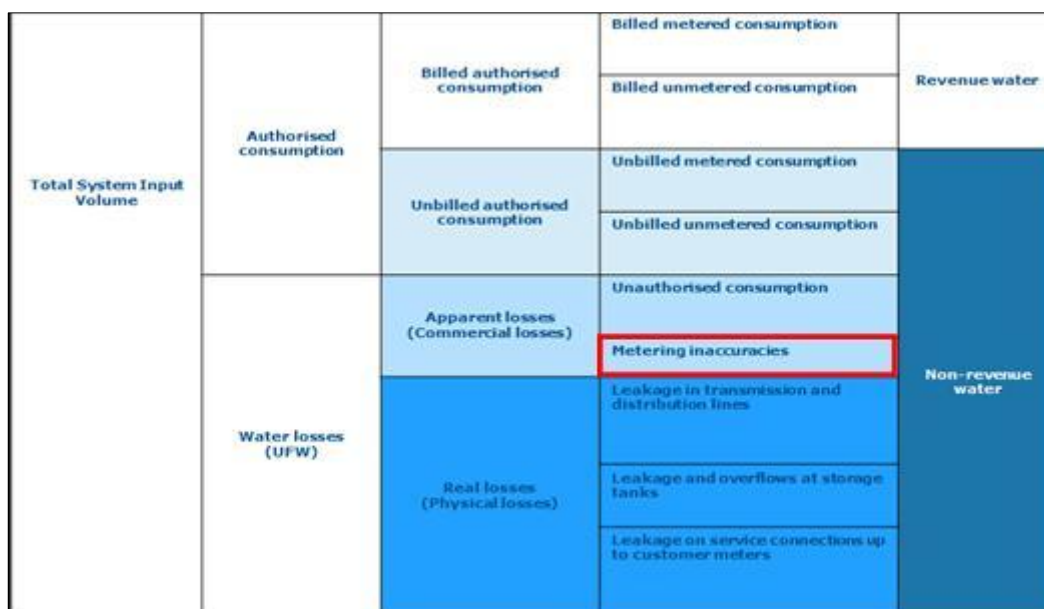 Total System Input
Volume
Authorised
consumption
Water losses
(UFW)
Billed authorised
consumption
Unbilled authorised
consumption
Apparent losses
(Commercial losses)
Real losses
(Physical losses)
Billed metered consumption
Billed unmetered consumption
Unbilled metered consumption
Unbilled unmetered consumption
Unauthorised consumption
Metering inaccuracies
Leakage in transmission and
distribution lines
Leakage and overflows at storage
tanks
Leakage on service connections up
to customer meters
Revenue water
Non-revenue
water